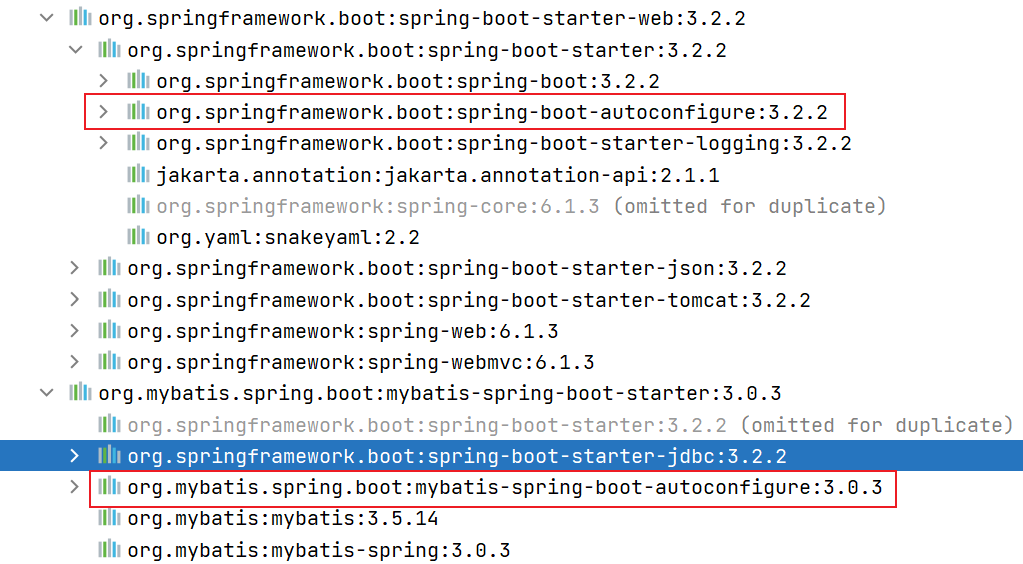 org.springframework.boot:spring-boot-starter-web:3.2.2
org.springframework.boot:spring-boot-starter:3.2.2
org.springframework.boot:spring-boot:3.2.2
org.springframework.boot:spring-boot-autoconfigure:3.2.2
org.springframework.boot:spring-boot-starter-logging:3.2.2
jakarta.annotation:jakarta.annotation-api:2.1.1
org.springframework:spring-core:6.1.3 (omitted for duplicate)
org.yaml:snakeyaml:2.2
org.springframework.boot:spring-boot-starter-json:3.2.2
org.springframework.boot:spring-boot-starter-tomcat:3.2.2
org.springframework:spring-web:6.1.3
org.springframework:spring-webmvc:6.1.3
org.mybatis.spring.boot:mybatis-spring-boot-starter:3.0.3
org.springframework.boot:spring-boot-starter:3.2.2 (omitted for duplicate)
org.springframework.boot:spring-boot-starter-jdbc:3.2.2
org.mybatis.spring.boot:mybatis-spring-boot-autoconfigure:3.0.3
org.mybatis:mybatis:3.5.14
org.mybatis:mybatis-spring:3.0.3